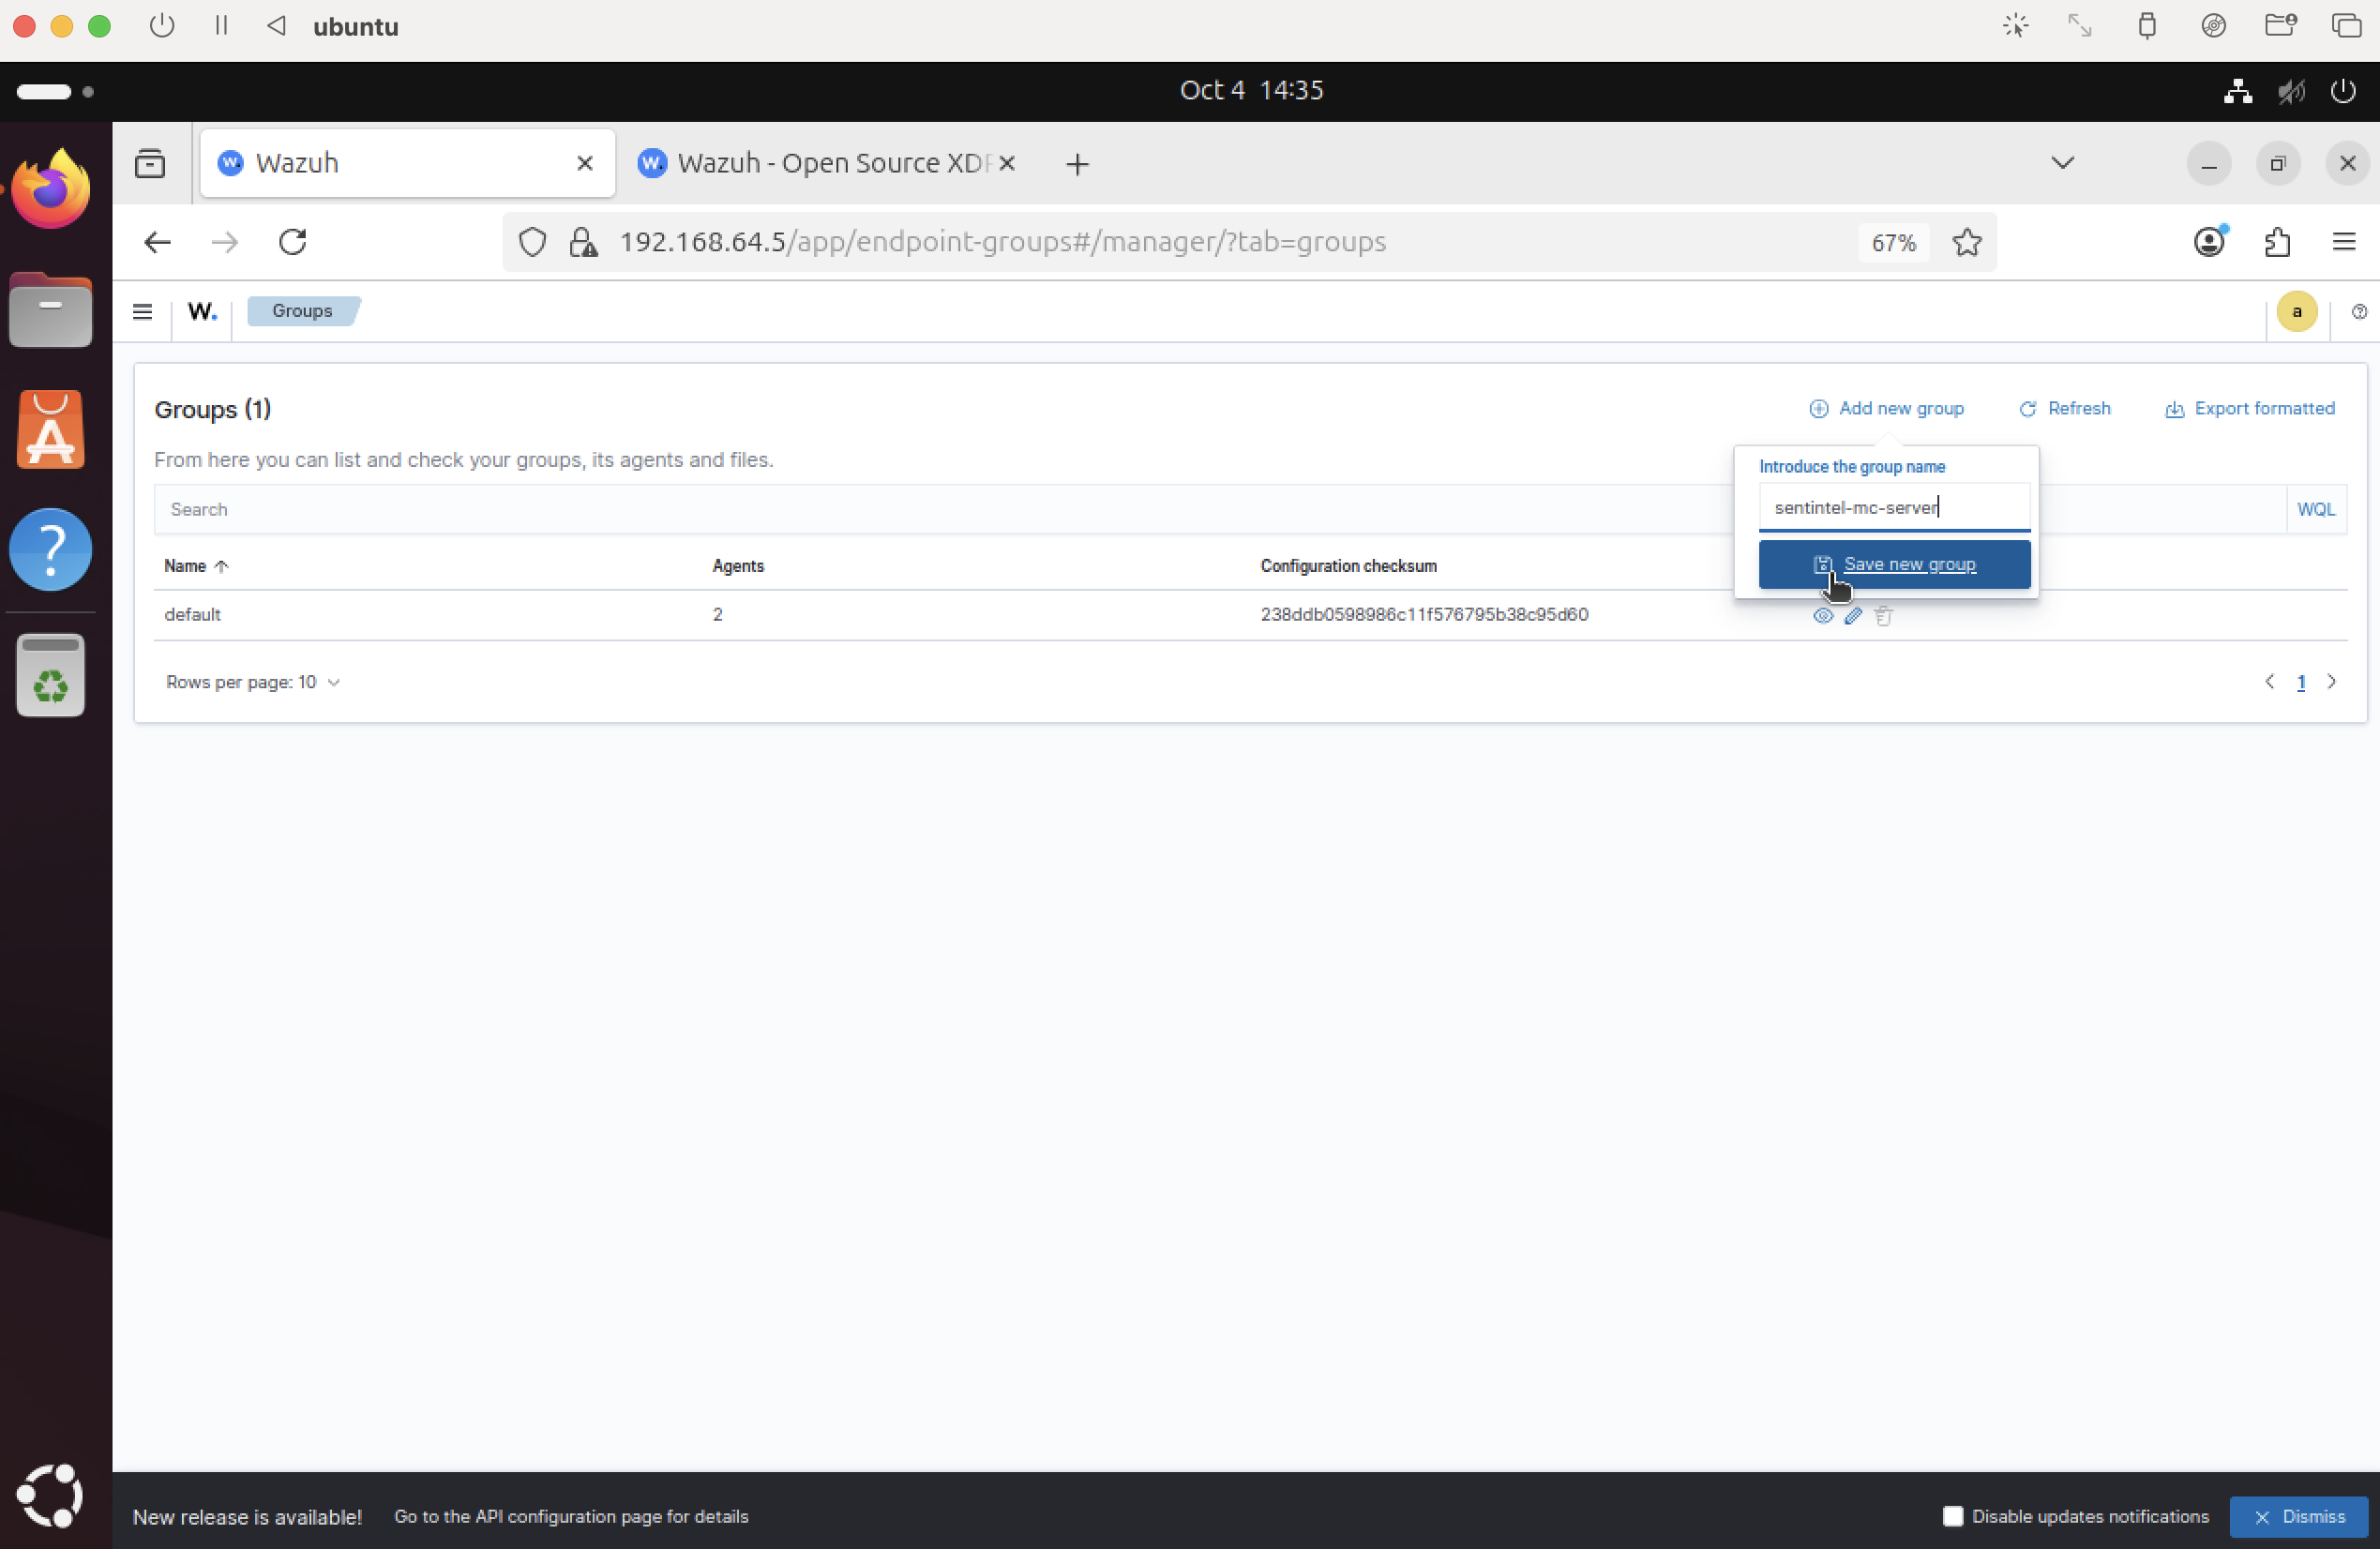 ubuntu
Oct 4 14:35
Wazuh
Wazuh - Open Source XDR
192.168.64.5/app/endpoint-groups#/manager/?tab=groups
67%
W.
Groups
a
Groups (1)
Add new group
Refresh
Export formatted
From here you can list and check your groups, its agents and files.
Introduce the group name
Search
sentintel-mc-server
WQL
Name
Agents
Configuration checksum
Save new group
default
2
238ddb0598986c11f576795b38c95d60
Rows per page: 10
1
New release is available!
Go to the API configuration page for details
Disable updates notifications
Dismiss